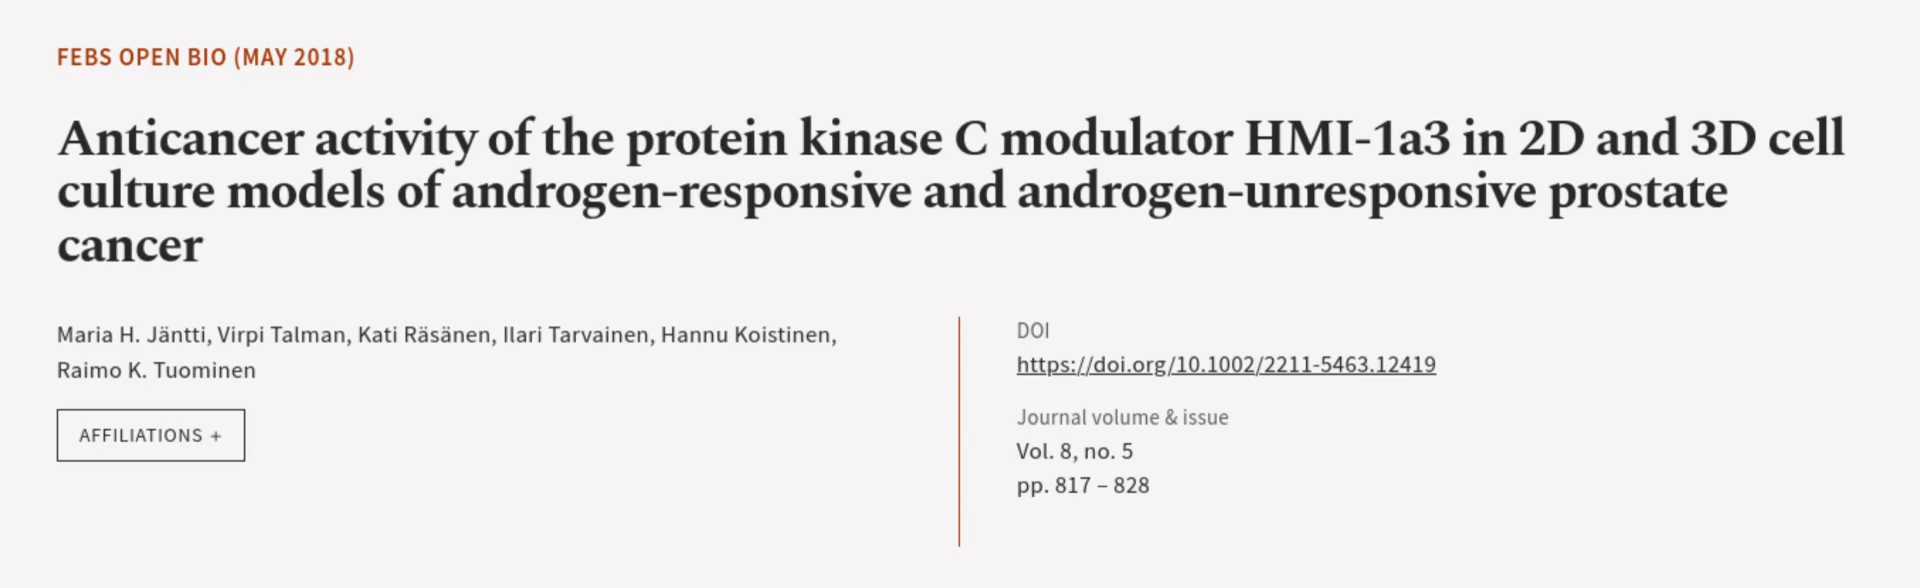 FEBS OPEN BIO (MAY 2018)
Anticancer activity of the protein kinase C modulator HMI-1a3 in 2D and 3D cell
culture models of androgen-responsive and androgen-unresponsive prostate
cancer
Maria H. Jäntti, Virpi Talman, Kati Räsänen, Ilari Tarvainen, Hannu Koistinen,
Raimo K. Tuominen
AFFILIATIONS +
DOI
https://doi.org/10.1002/2211-5463.12419
Journal volume & issue
Vol. 8, no. 5
pp. 817 – 828